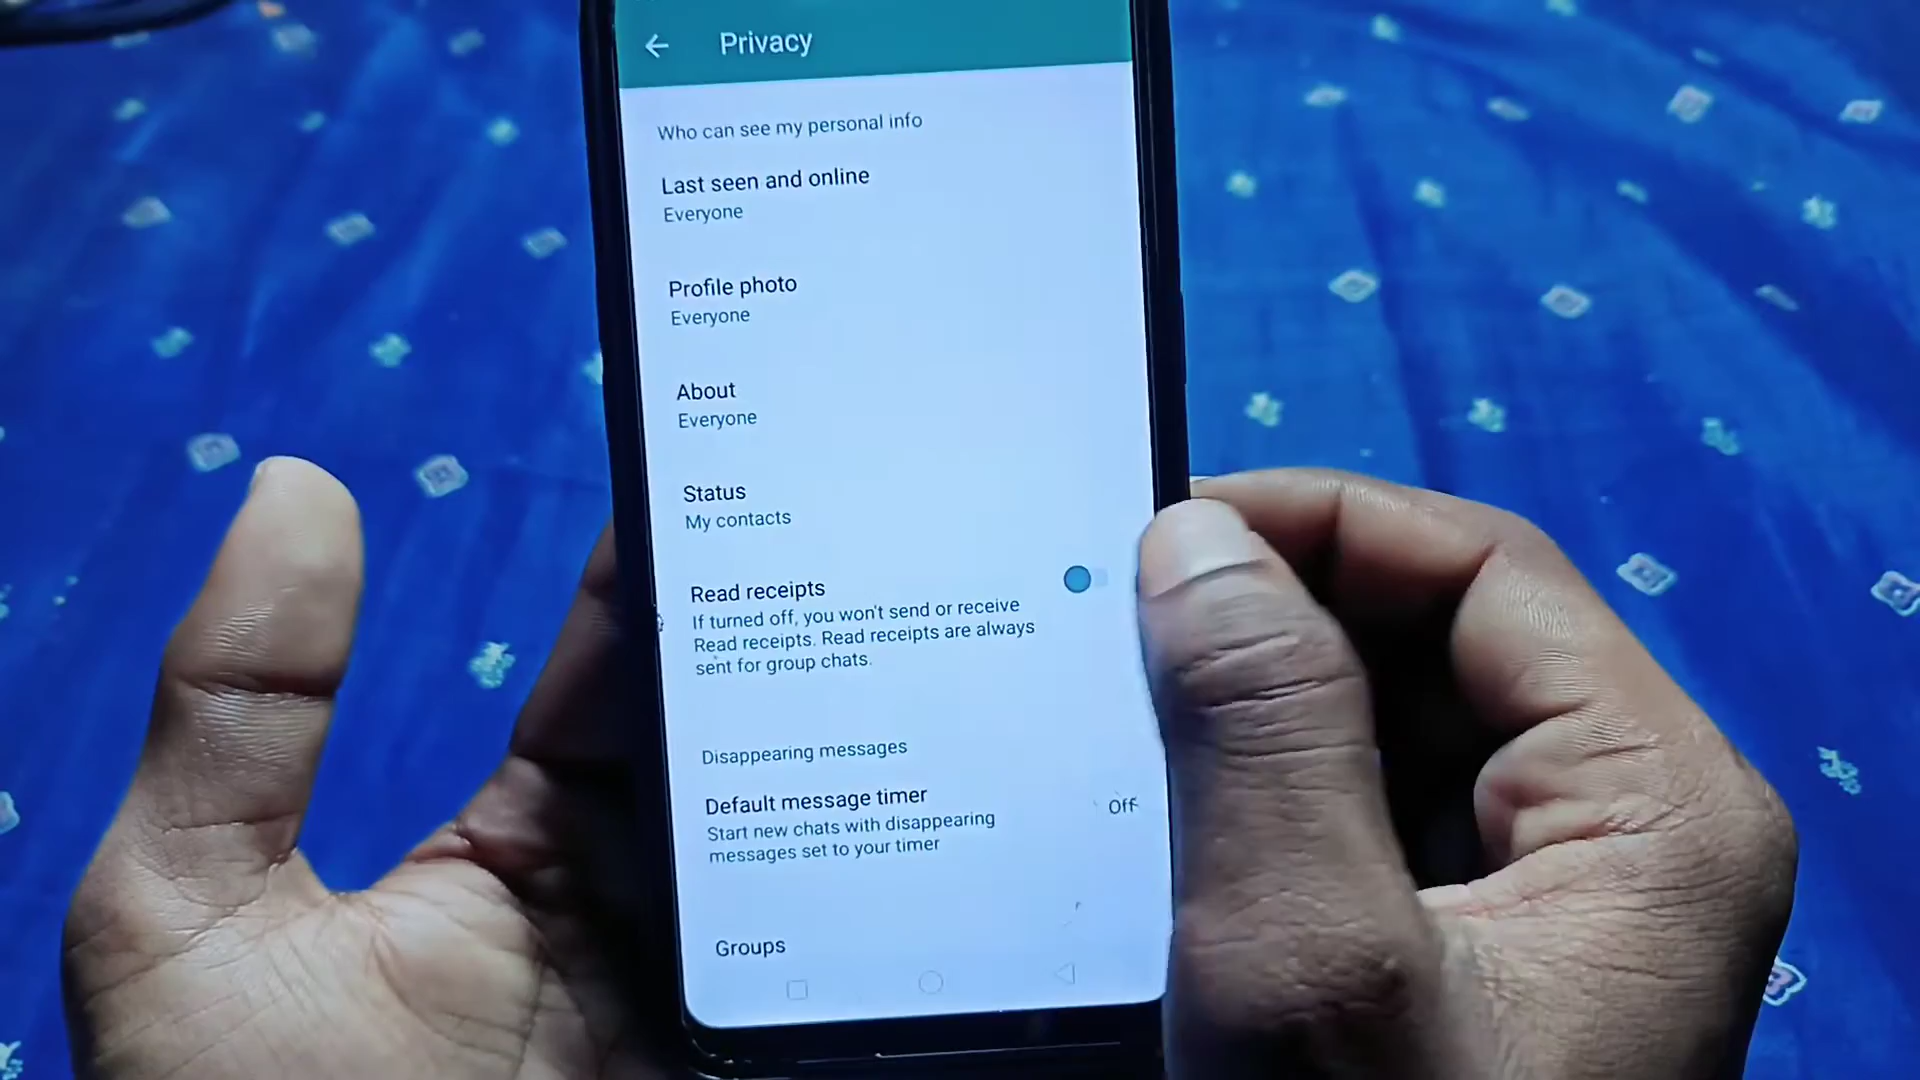 Privacy
Who can see my personal info
Last seen and online
Everyone
Profile photo
Everyone
About
Everyone
Status
My contacts
Read receipts
If turned off, you won't send or receive
Read receipts. Read receipts are always
sent for group chats.
Disappearing messages
Default message timer
Off
Start new chats with disappearing
messages set to your timer
Groups